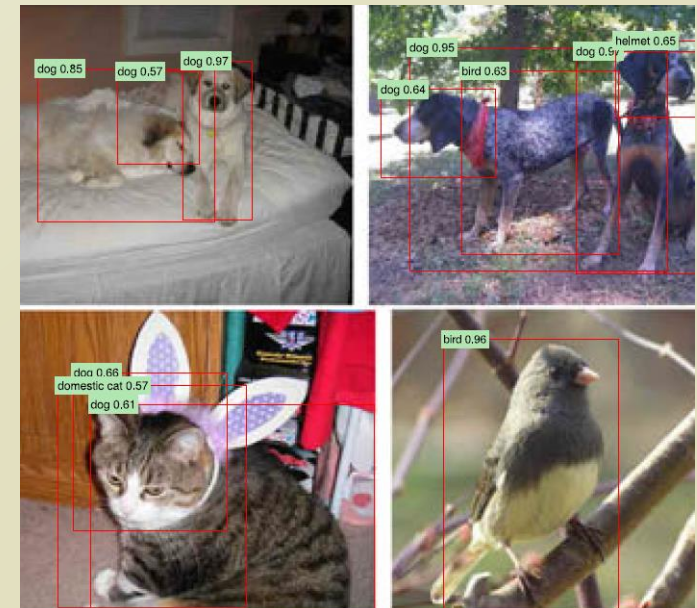 dog 0.85
dog 0.57
dog 0.97
dog 0.95
bird 0.63
dog 0.64
dog 0.9
helmet 0.65
dog 0.66
domestic cat 0.57
dog 0.61
bird 0.96